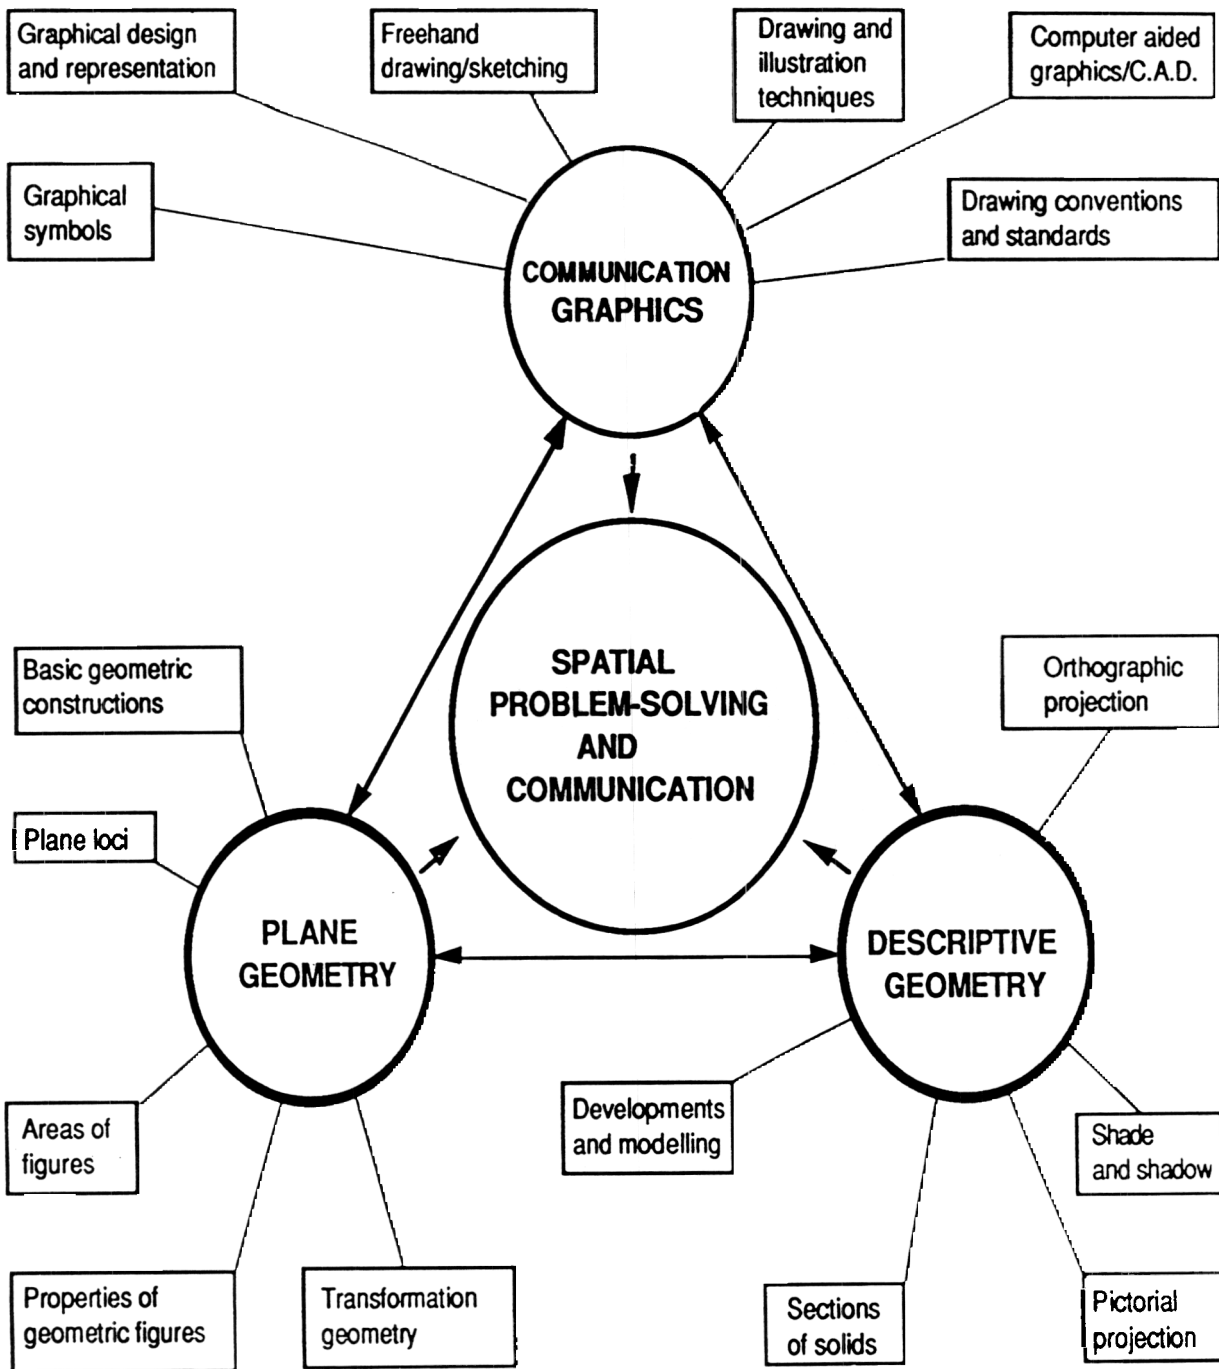 Graphical design
and representation
Freehand
drawing/sketching
Drawing and
illustration
techniques
Computer aided
graphics/C.A.D.
Graphical
symbols
Drawing conventions
and standards
COMMUNICATION
GRAPHICS
SPATIAL
PROBLEM-SOLVING
AND
COMMUNICATION
Basic geometric
constructions
Orthographic
projection
Plane loci
PLANE
GEOMETRY
DESCRIPTIVE
GEOMETRY
Areas of
figures
Developments
and modelling
Shade
and shadow
Properties of
geometric figures
Transformation
geometry
Sections
of solids
Pictorial
projection